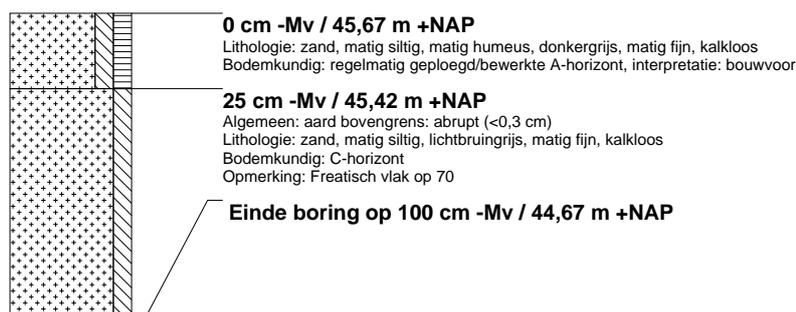 0 cm -Mv / 45,67 m +NAP
Lithologie: zand, matig siltig, matig humeus, donkergrijs, matig fijn, kalkloos
Bodemkundig: regelmatig geploegd/bewerkte A-horizont, interpretatie: bouwvoor
25 cm -Mv / 45,42 m +NAP
Algemeen: aard bovengrens: abrupt (<0,3 cm)
Lithologie: zand, matig siltig, lichtbruingrijs, matig fijn, kalkloos
Bodemkundig: C-horizont
Opmerking: Freatisch vlak op 70
Einde boring op 100 cm -Mv / 44,67 m +NAP